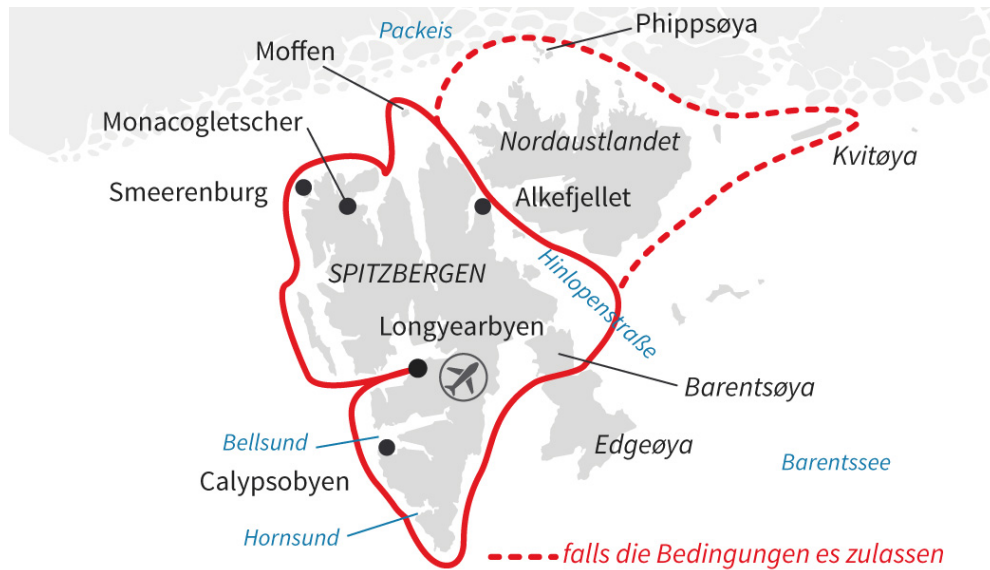 Packeis
Phippsøya
Moffen
Monacogletscher
Nordaustlandet
Kvitøya
Smeerenburg
Alkefjellet
SPITZBERGEN
Hinlopenstraße
Longyearbyen
Barentsøya
Bellsund
Edgeøya
Barentssee
Calypsobyen
Hornsund
falls die Bedingungen es zulassen